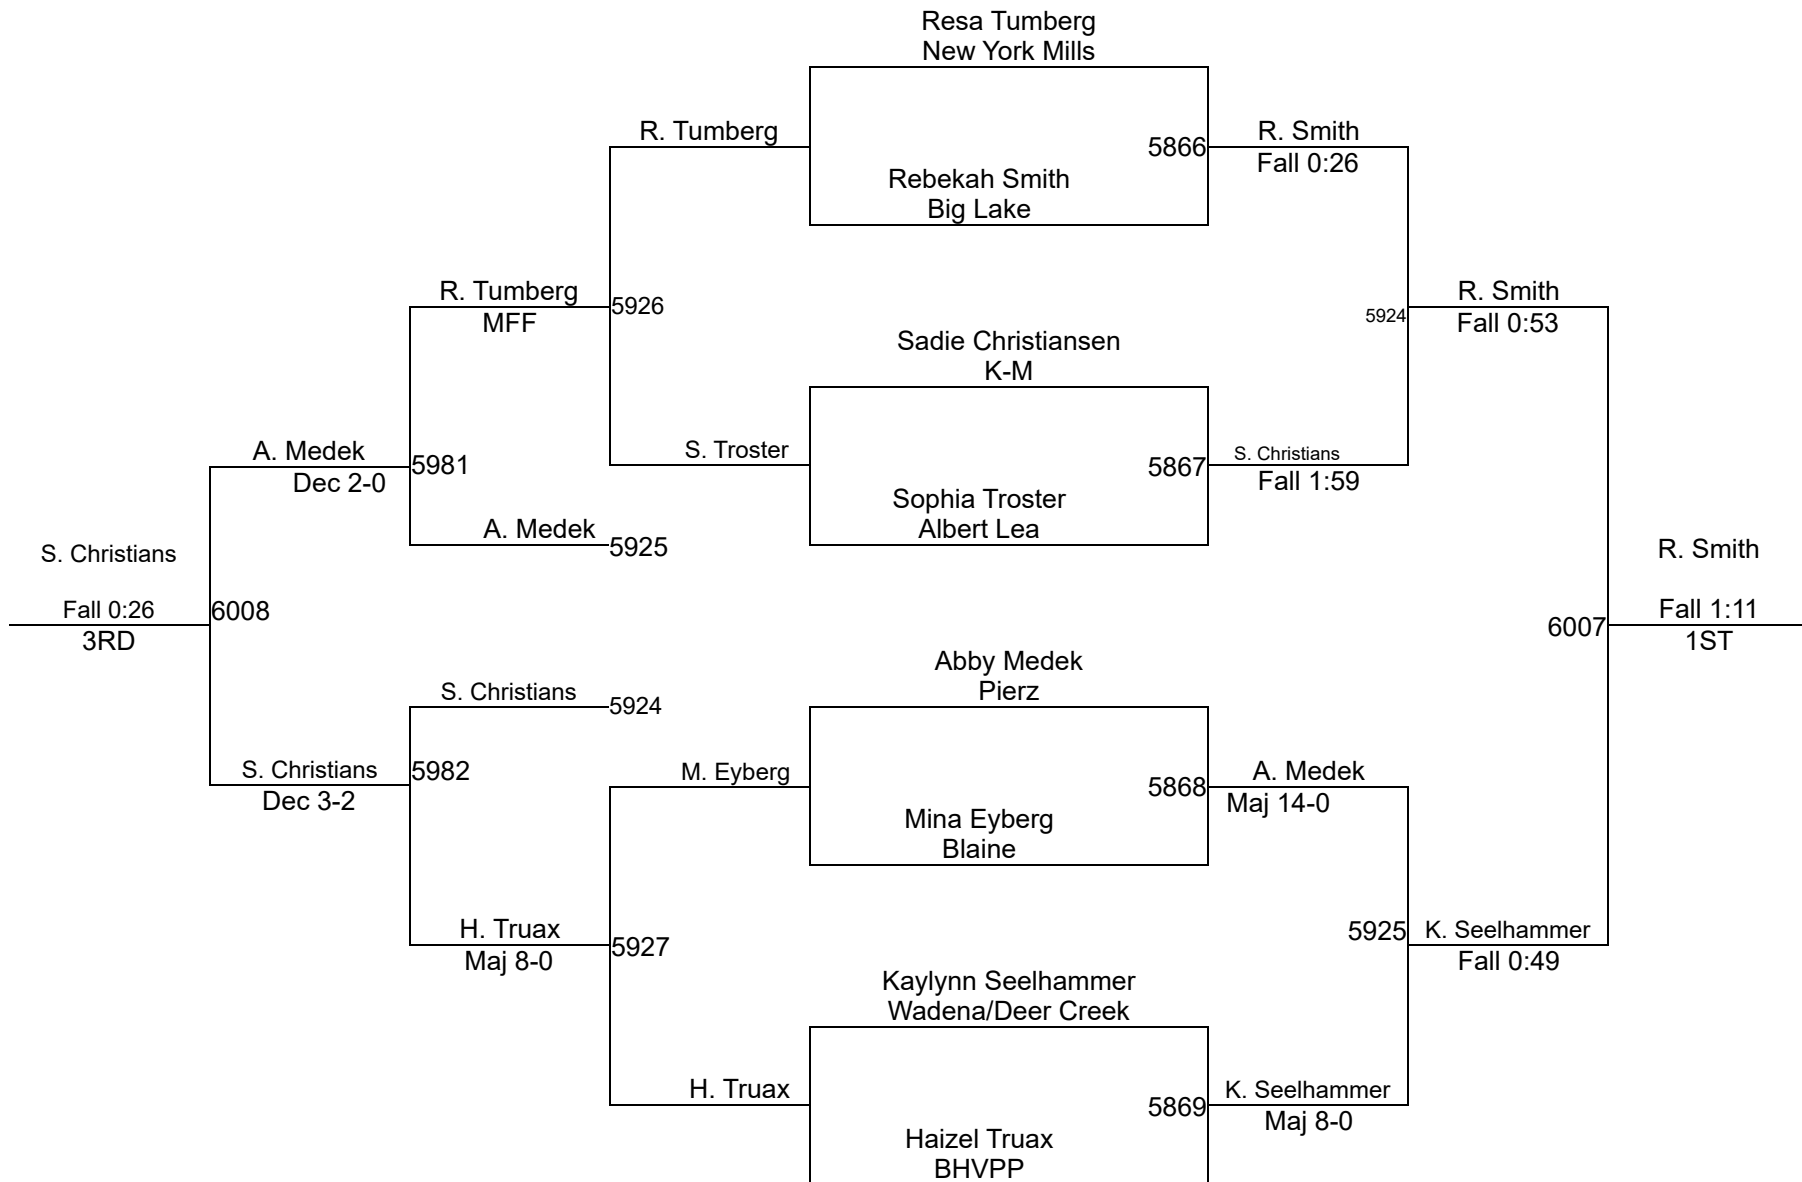 Resa Tumberg
New York Mills
R. Tumberg
5866
R. Smith
Fall 0:26
Rebekah Smith
Big Lake
R. Tumberg
MFF
5926
5924
R. Smith
Fall 0:53
Sadie Christiansen
K-M
A. Medek
Dec 2-0
5981
S. Troster
5867
S. Christians
Fall 1:59
Sophia Troster
Albert Lea
A. Medek
5925
S. Christians
Fall 0:26
3RD
6008
R. Smith
Fall 1:11
1ST
6007
Abby Medek
Pierz
S. Christians
5924
S. Christians
Dec 3-2
5982
M. Eyberg
5868
A. Medek
Maj 14-0
Mina Eyberg
Blaine
H. Truax
Maj 8-0
5927
5925
K. Seelhammer
Fall 0:49
Kaylynn Seelhammer
Wadena/Deer Creek
H. Truax
5869
K. Seelhammer
Maj 8-0
Haizel Truax
BHVPP